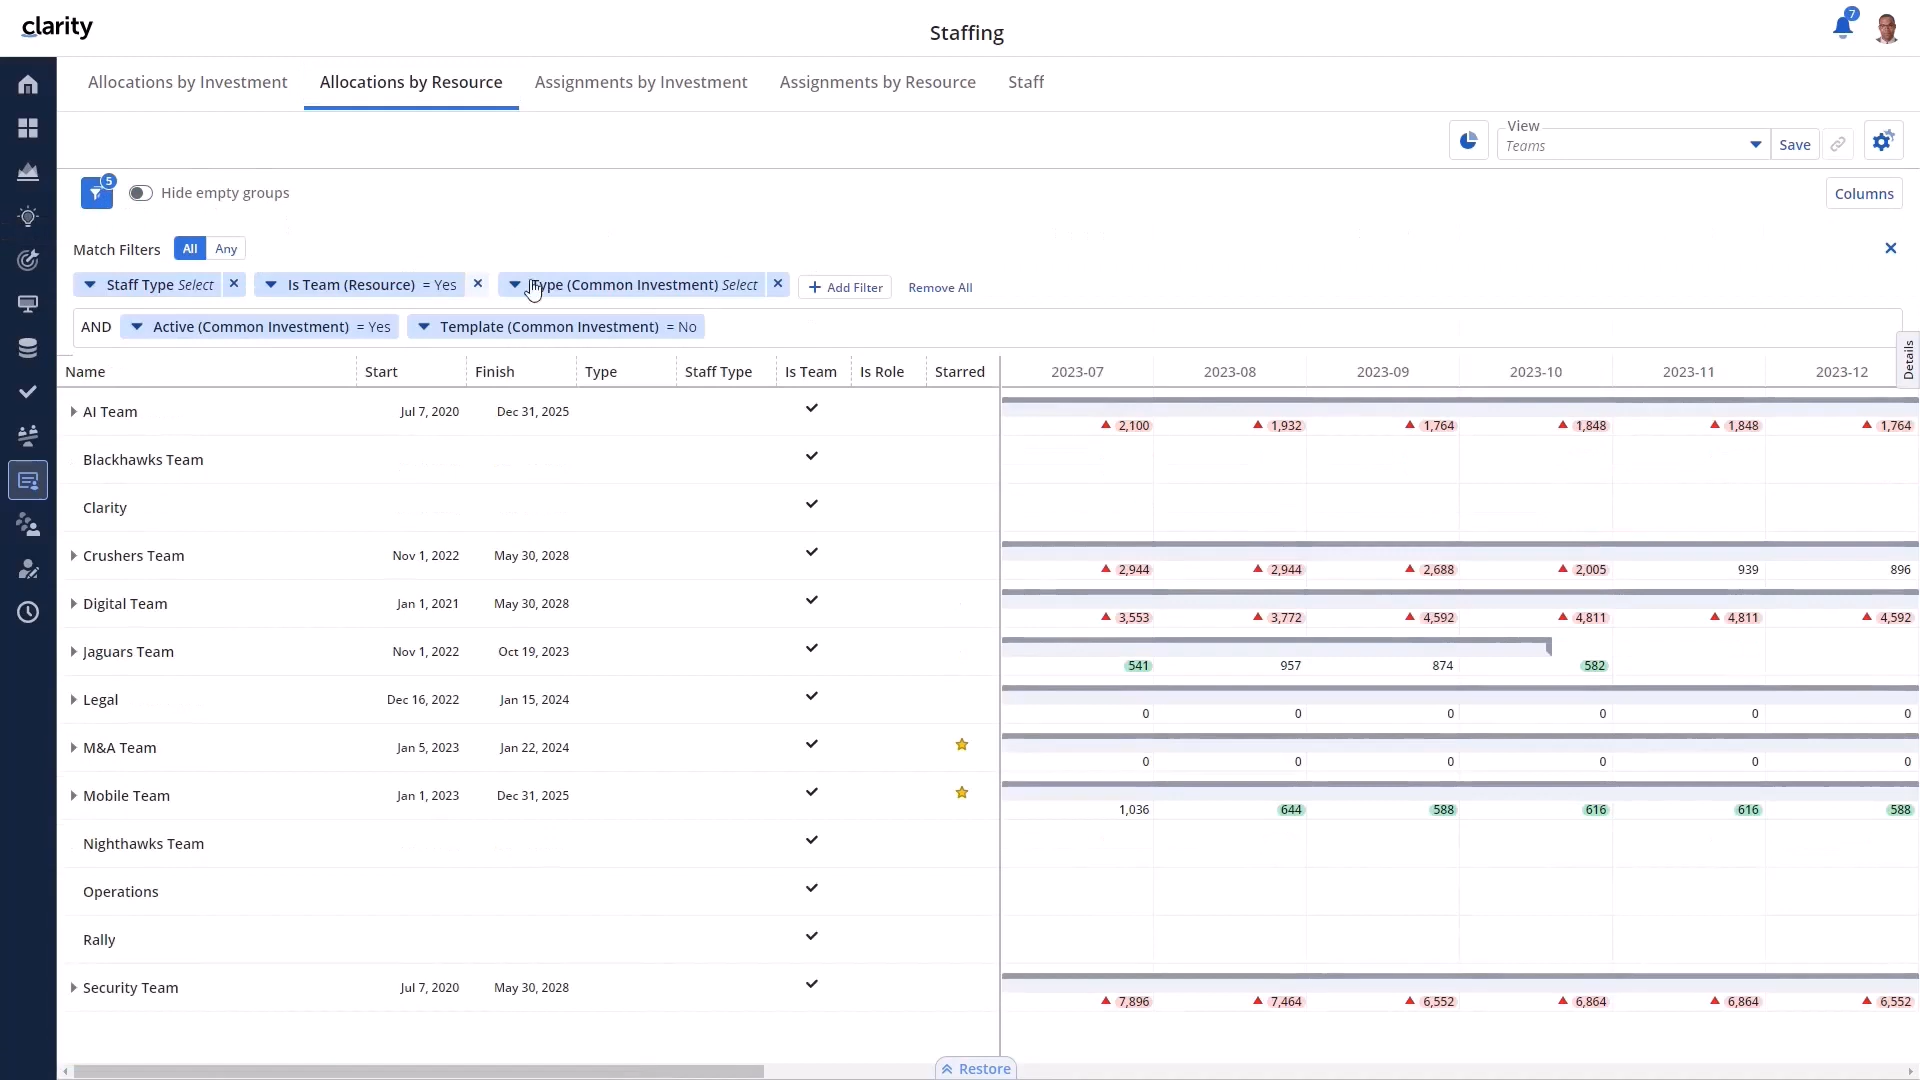 clarity
Staffing
7
Allocations by Investment
Allocations by Resource
Assignments by Investment
Assignments by Resource
Staff
View
Teams
Save
5
Hide empty groups
Columns
Match Filters All Any
Staff Type Select Is Team (Resource) = Yes Type (Common Investment) Select Add Filter Remove All
AND Active (Common Investment) = Yes Template (Common Investment) = No
Details
Name Start Finish Type Staff Type Is Team Is Role Starred 2023-07 2023-08 2023-09 2023-10 2023-11 2023-12
AI Team Jul 7, 2020 Dec 31, 2025 2,100 1,932 1,764 1,848 1,848 1,764
Blackhawks Team
Clarity
Crushers Team Nov 1, 2022 May 30, 2028 2,944 2,944 2,688 2,005 939 896
Digital Team Jan 1, 2021 May 30, 2028 3,553 3,772 4,592 4,811 4,811 4,592
Jaguars Team Nov 1, 2022 Oct 19, 2023 541 957 874 582
Legal Dec 16, 2022 Jan 15, 2024 0 0 0 0 0 0
M&A Team Jan 5, 2023 Jan 22, 2024 0 0 0 0 0 0
Mobile Team Jan 1, 2023 Dec 31, 2025 1,036 644 588 616 616 588
Nighthawks Team
Operations
Rally
Security Team Jul 7, 2020 May 30, 2028 7,896 7,464 6,552 6,864 6,864 6,552
Restore